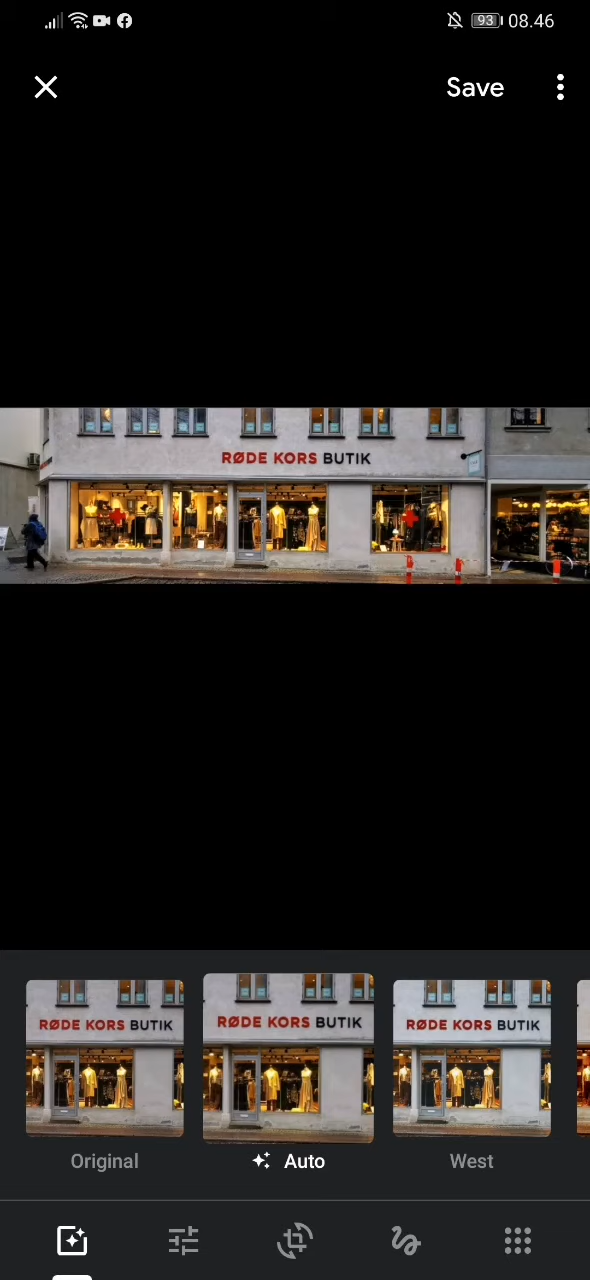 93 08.46
Save
RØDE KORS BUTIK
RØDE KORS BUTIK
RØDE KORS BUTIK
RØDE KORS BUTIK
Original
Auto
West